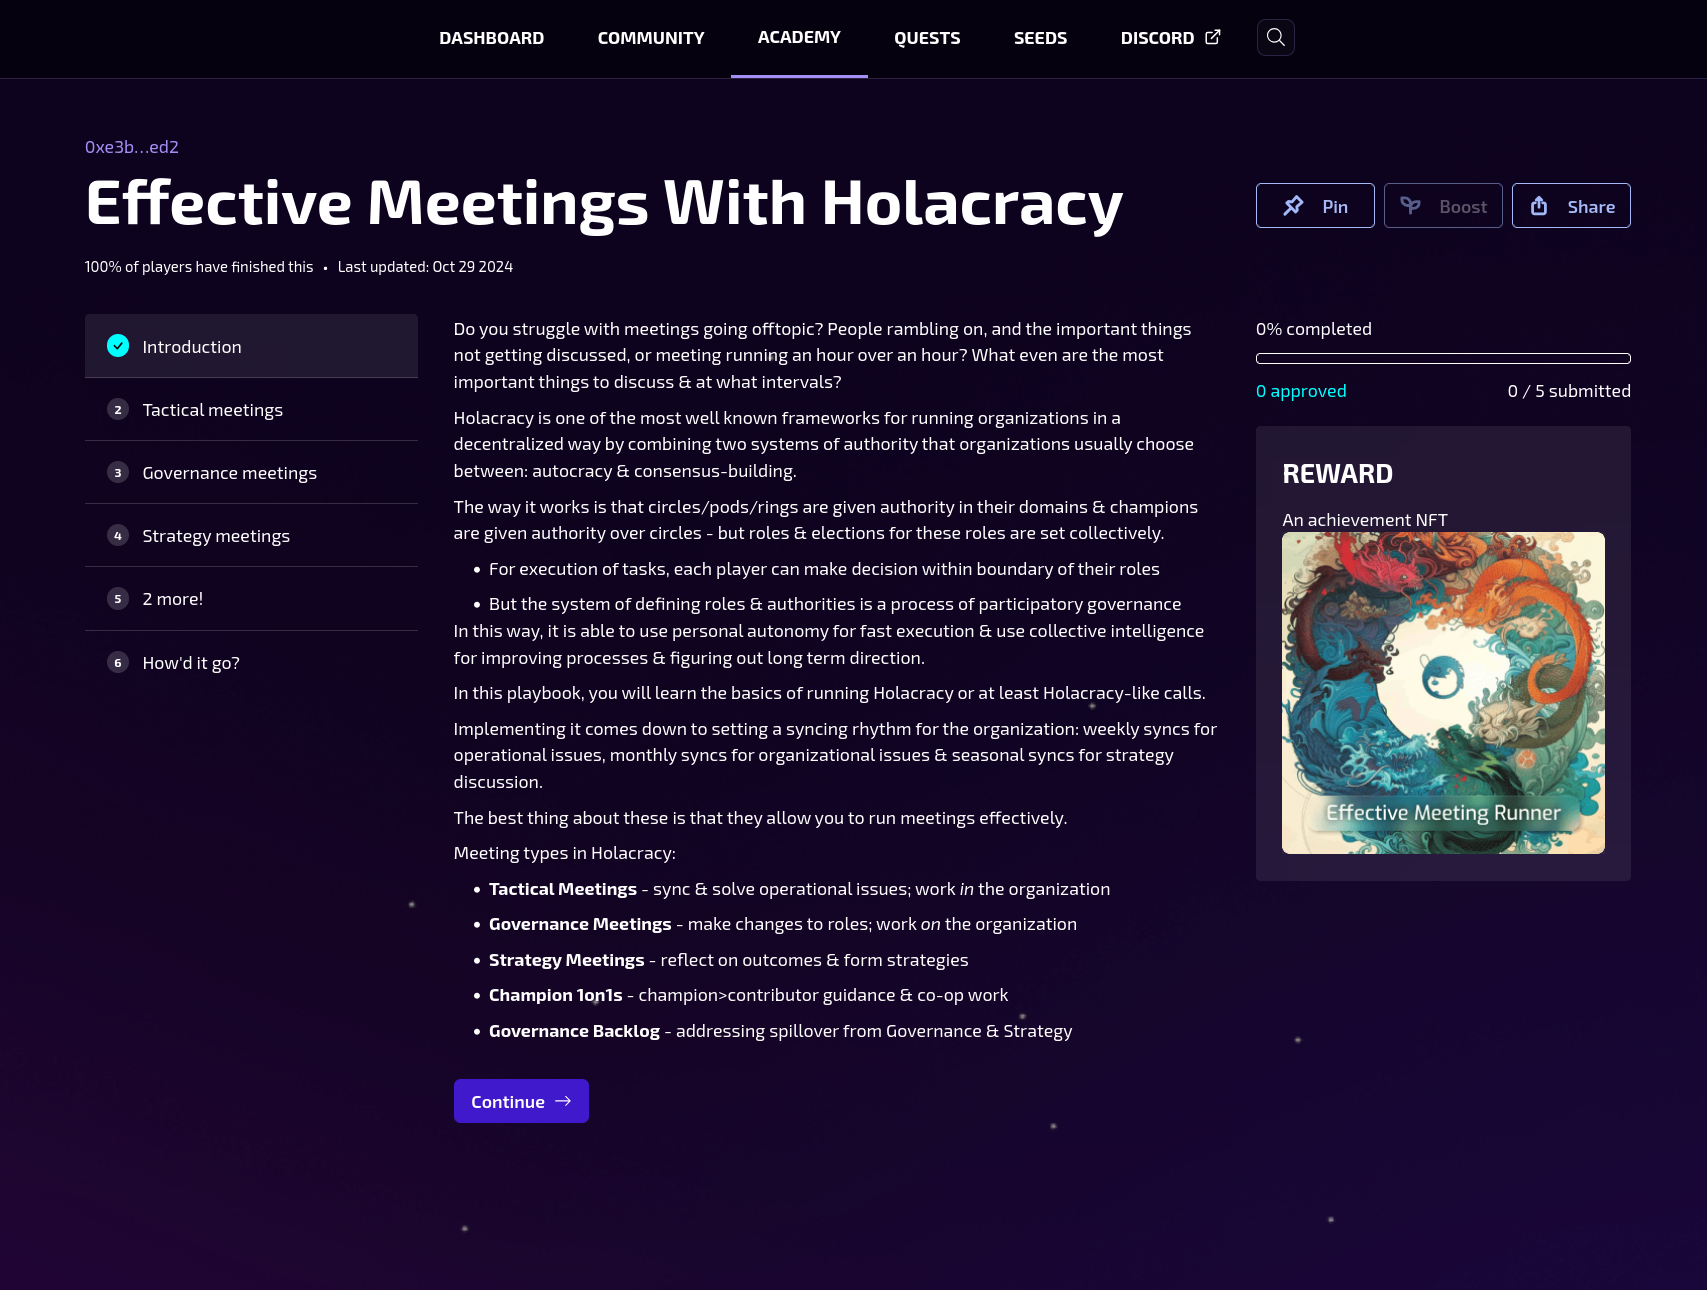 DASHBOARD COMMUNITY ACADEMY QUESTS SEEDS DISCORD
0xe3b...ed2
Effective Meetings With Holacracy
Pin Boost Share
100% of players have finished this • Last updated: Oct 29 2024
Introduction
2 Tactical meetings
3 Governance meetings
4 Strategy meetings
5 2 more!
6 How'd it go?
Do you struggle with meetings going offtopic? People rambling on, and the important things
not getting discussed, or meeting running an hour over an hour? What even are the most
important things to discuss & at what intervals?
Holacracy is one of the most well known frameworks for running organizations in a
decentralized way by combining two systems of authority that organizations usually choose
between: autocracy & consensus-building.
The way it works is that circles/pods/rings are given authority in their domains & champions
are given authority over circles - but roles & elections for these roles are set collectively.
• For execution of tasks, each player can make decision within boundary of their roles
• But the system of defining roles & authorities is a process of participatory governance
In this way, it is able to use personal autonomy for fast execution & use collective intelligence
for improving processes & figuring out long term direction.
In this playbook, you will learn the basics of running Holacracy or at least Holacracy-like calls.
Implementing it comes down to setting a syncing rhythm for the organization: weekly syncs for
operational issues, monthly syncs for organizational issues & seasonal syncs for strategy
discussion.
The best thing about these is that they allow you to run meetings effectively.
Meeting types in Holacracy:
• Tactical Meetings - sync & solve operational issues; work in the organization
• Governance Meetings - make changes to roles; work on the organization
• Strategy Meetings - reflect on outcomes & form strategies
• Champion 1on1s - champion>contributor guidance & co-op work
• Governance Backlog - addressing spillover from Governance & Strategy
Continue →
0% completed
0 approved 0 / 5 submitted
REWARD
An achievement NFT
Effective Meeting Runner